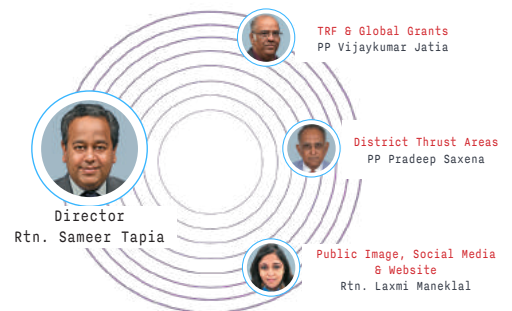 TRF & Global Grants
PP Vijaykumar Jatia
District Thrust Areas
PP Pradeep Saxena
Director
Rtn. Sameer Tapia
Public Image, Social Media
& Website
Rtn. Laxmi Maneklal